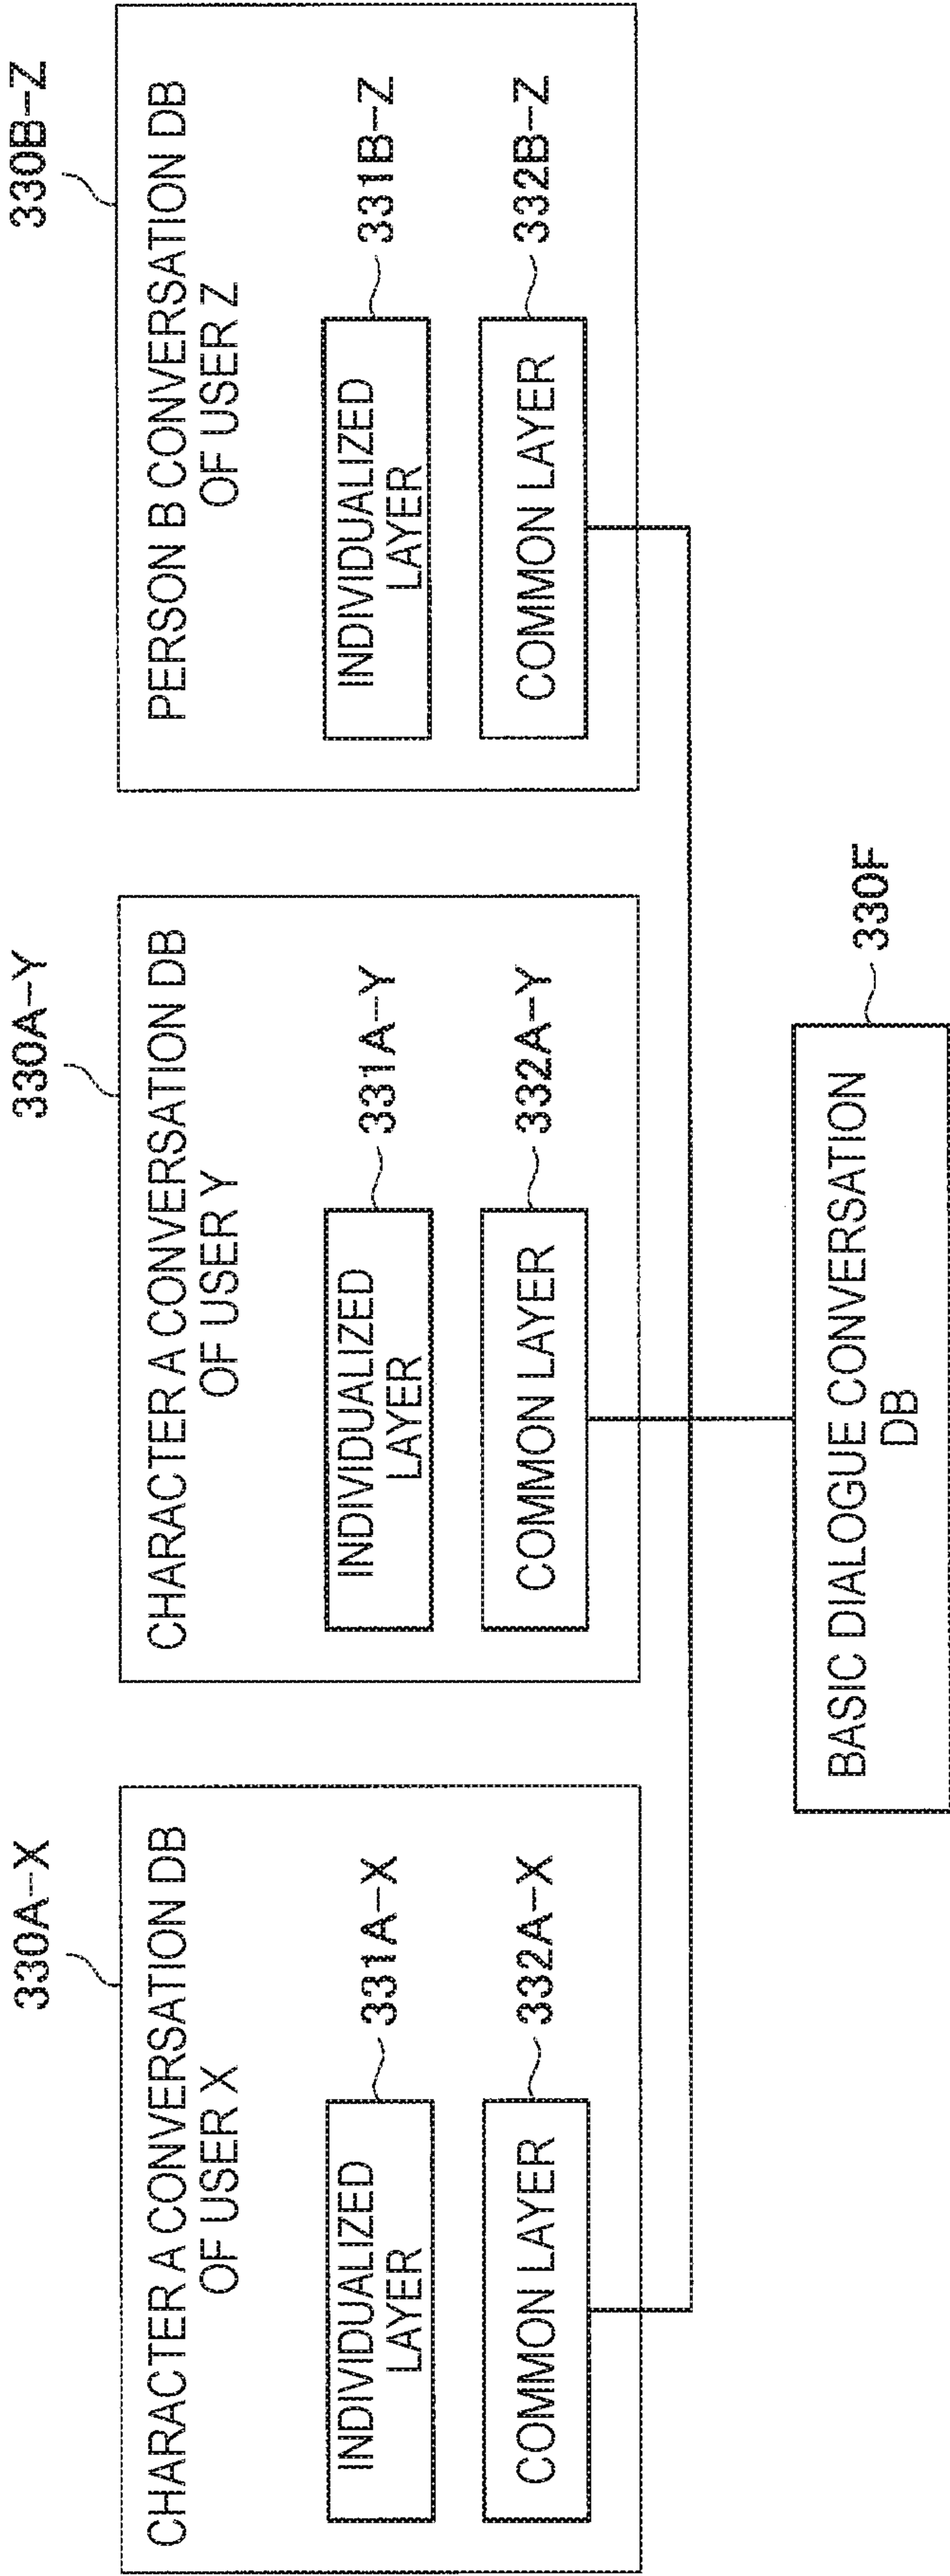 330A-X
CHARACTER A CONVERSATION DB
OF USER X
INDIVIDUALIZED
LAYER
331A-X
COMMON LAYER
332A-X
330A-Y
CHARACTER A CONVERSATION DB
OF USER Y
INDIVIDUALIZED
LAYER
331A-Y
COMMON LAYER
332A-Y
330B-Z
PERSON B CONVERSATION DB
OF USER Z
INDIVIDUALIZED
LAYER
331B-Z
COMMON LAYER
332B-Z
BASIC DIALOGUE CONVERSATION
DB
330F